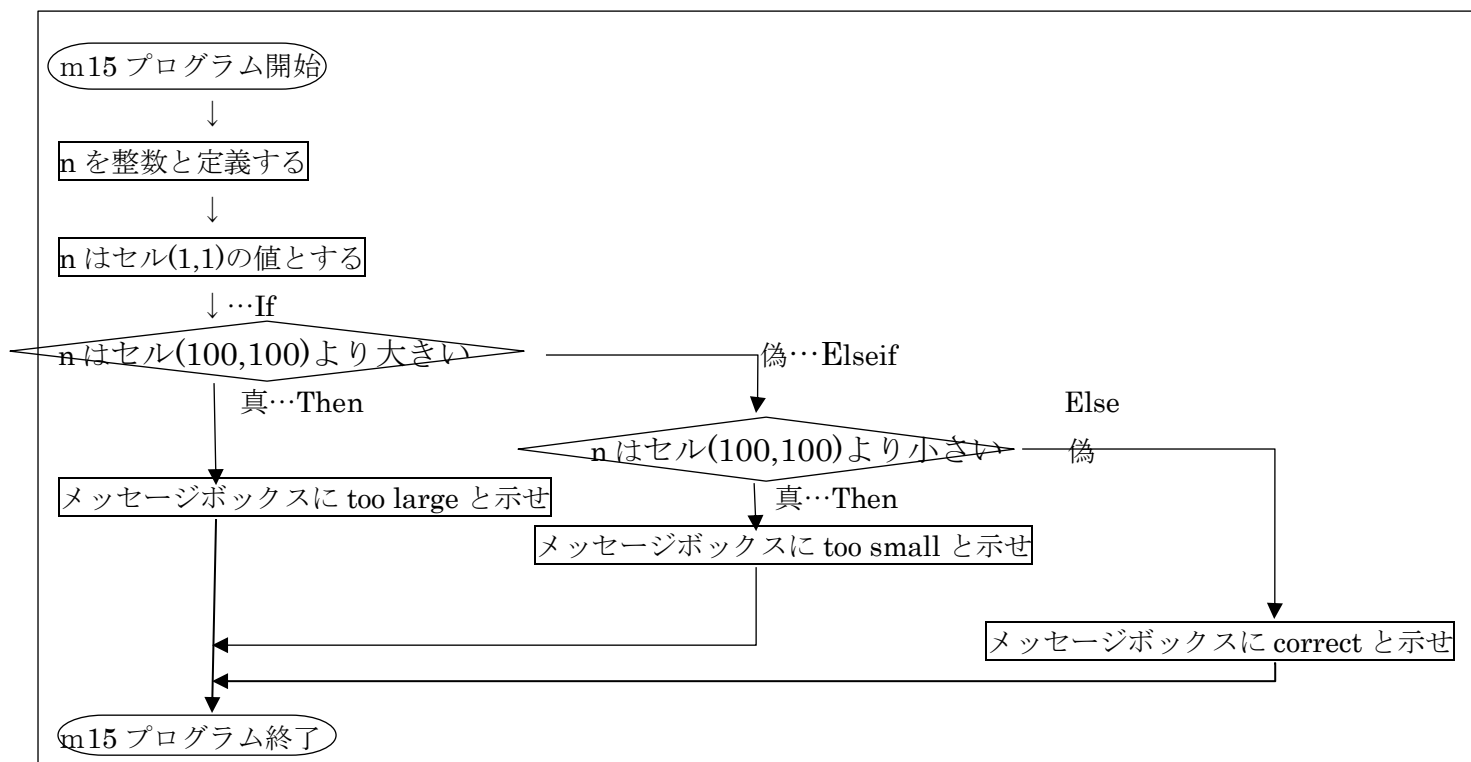 m15 プログラム開始
↓
n を整数と定義する
↓
n はセル(1,1)の値とする
↓…If
n はセル(100,100)より大きい
偽…Elseif
真…Then
Else
n はセル(100,100)より小さい
偽
メッセージボックスに too large と示せ
真…Then
メッセージボックスに too small と示せ
メッセージボックスに correct と示せ
m15 プログラム終了